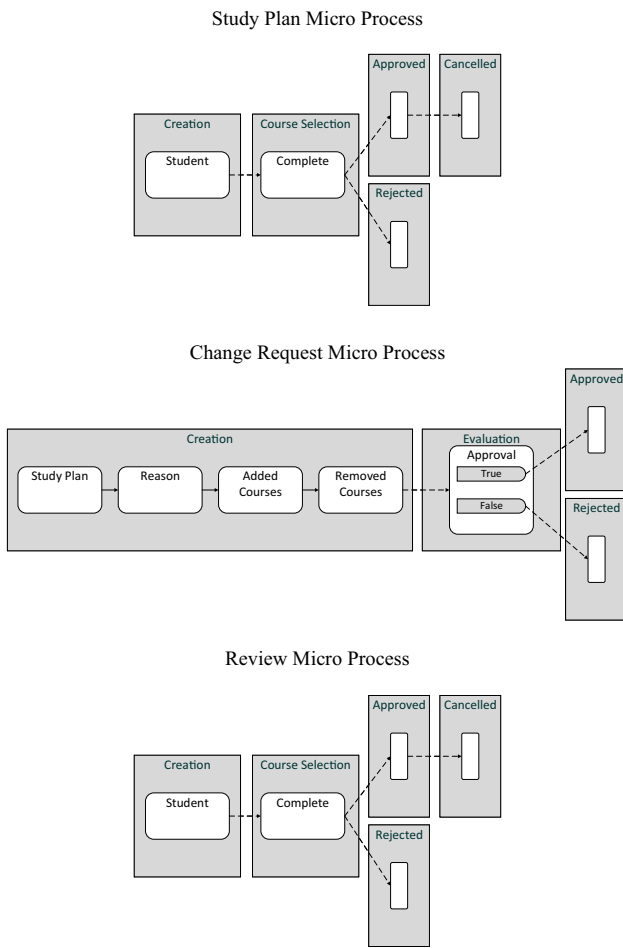 Study Plan Micro Process
Approved
Cancelled
Creation
Course Selection
Student
Complete
Rejected
Change Request Micro Process
Approved
Creation
Evaluation
Study Plan
Reason
Added
Courses
Removed
Courses
Approval
True
False
Rejected
Review Micro Process
Approved
Cancelled
Creation
Course Selection
Student
Complete
Rejected